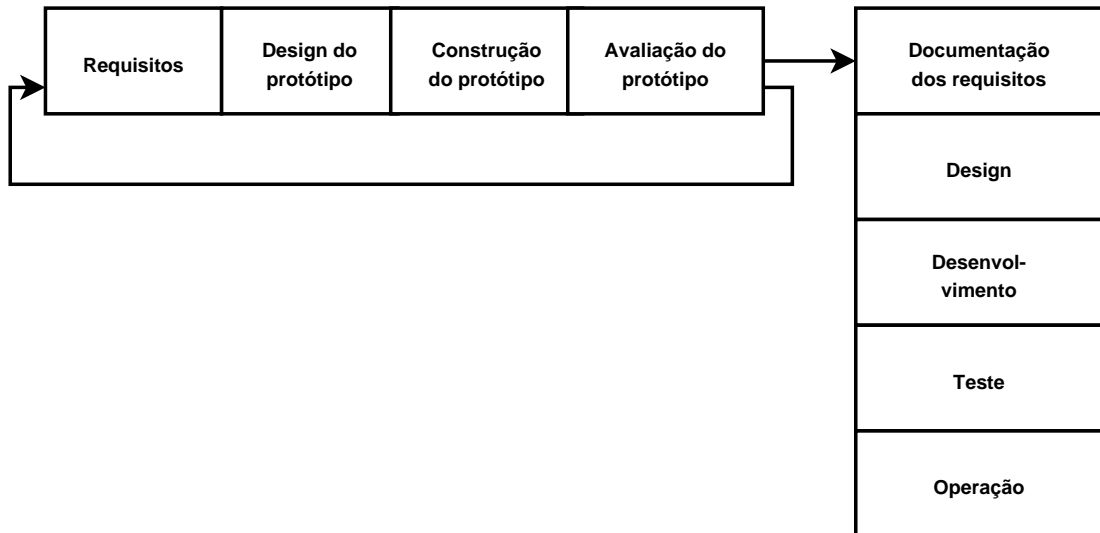 Requisitos
Design do
protótipo
Construção
do protótipo
Avaliação do
protótipo
Documentação
dos requisitos
Design
Desenvol-
vimento
Teste
Operação